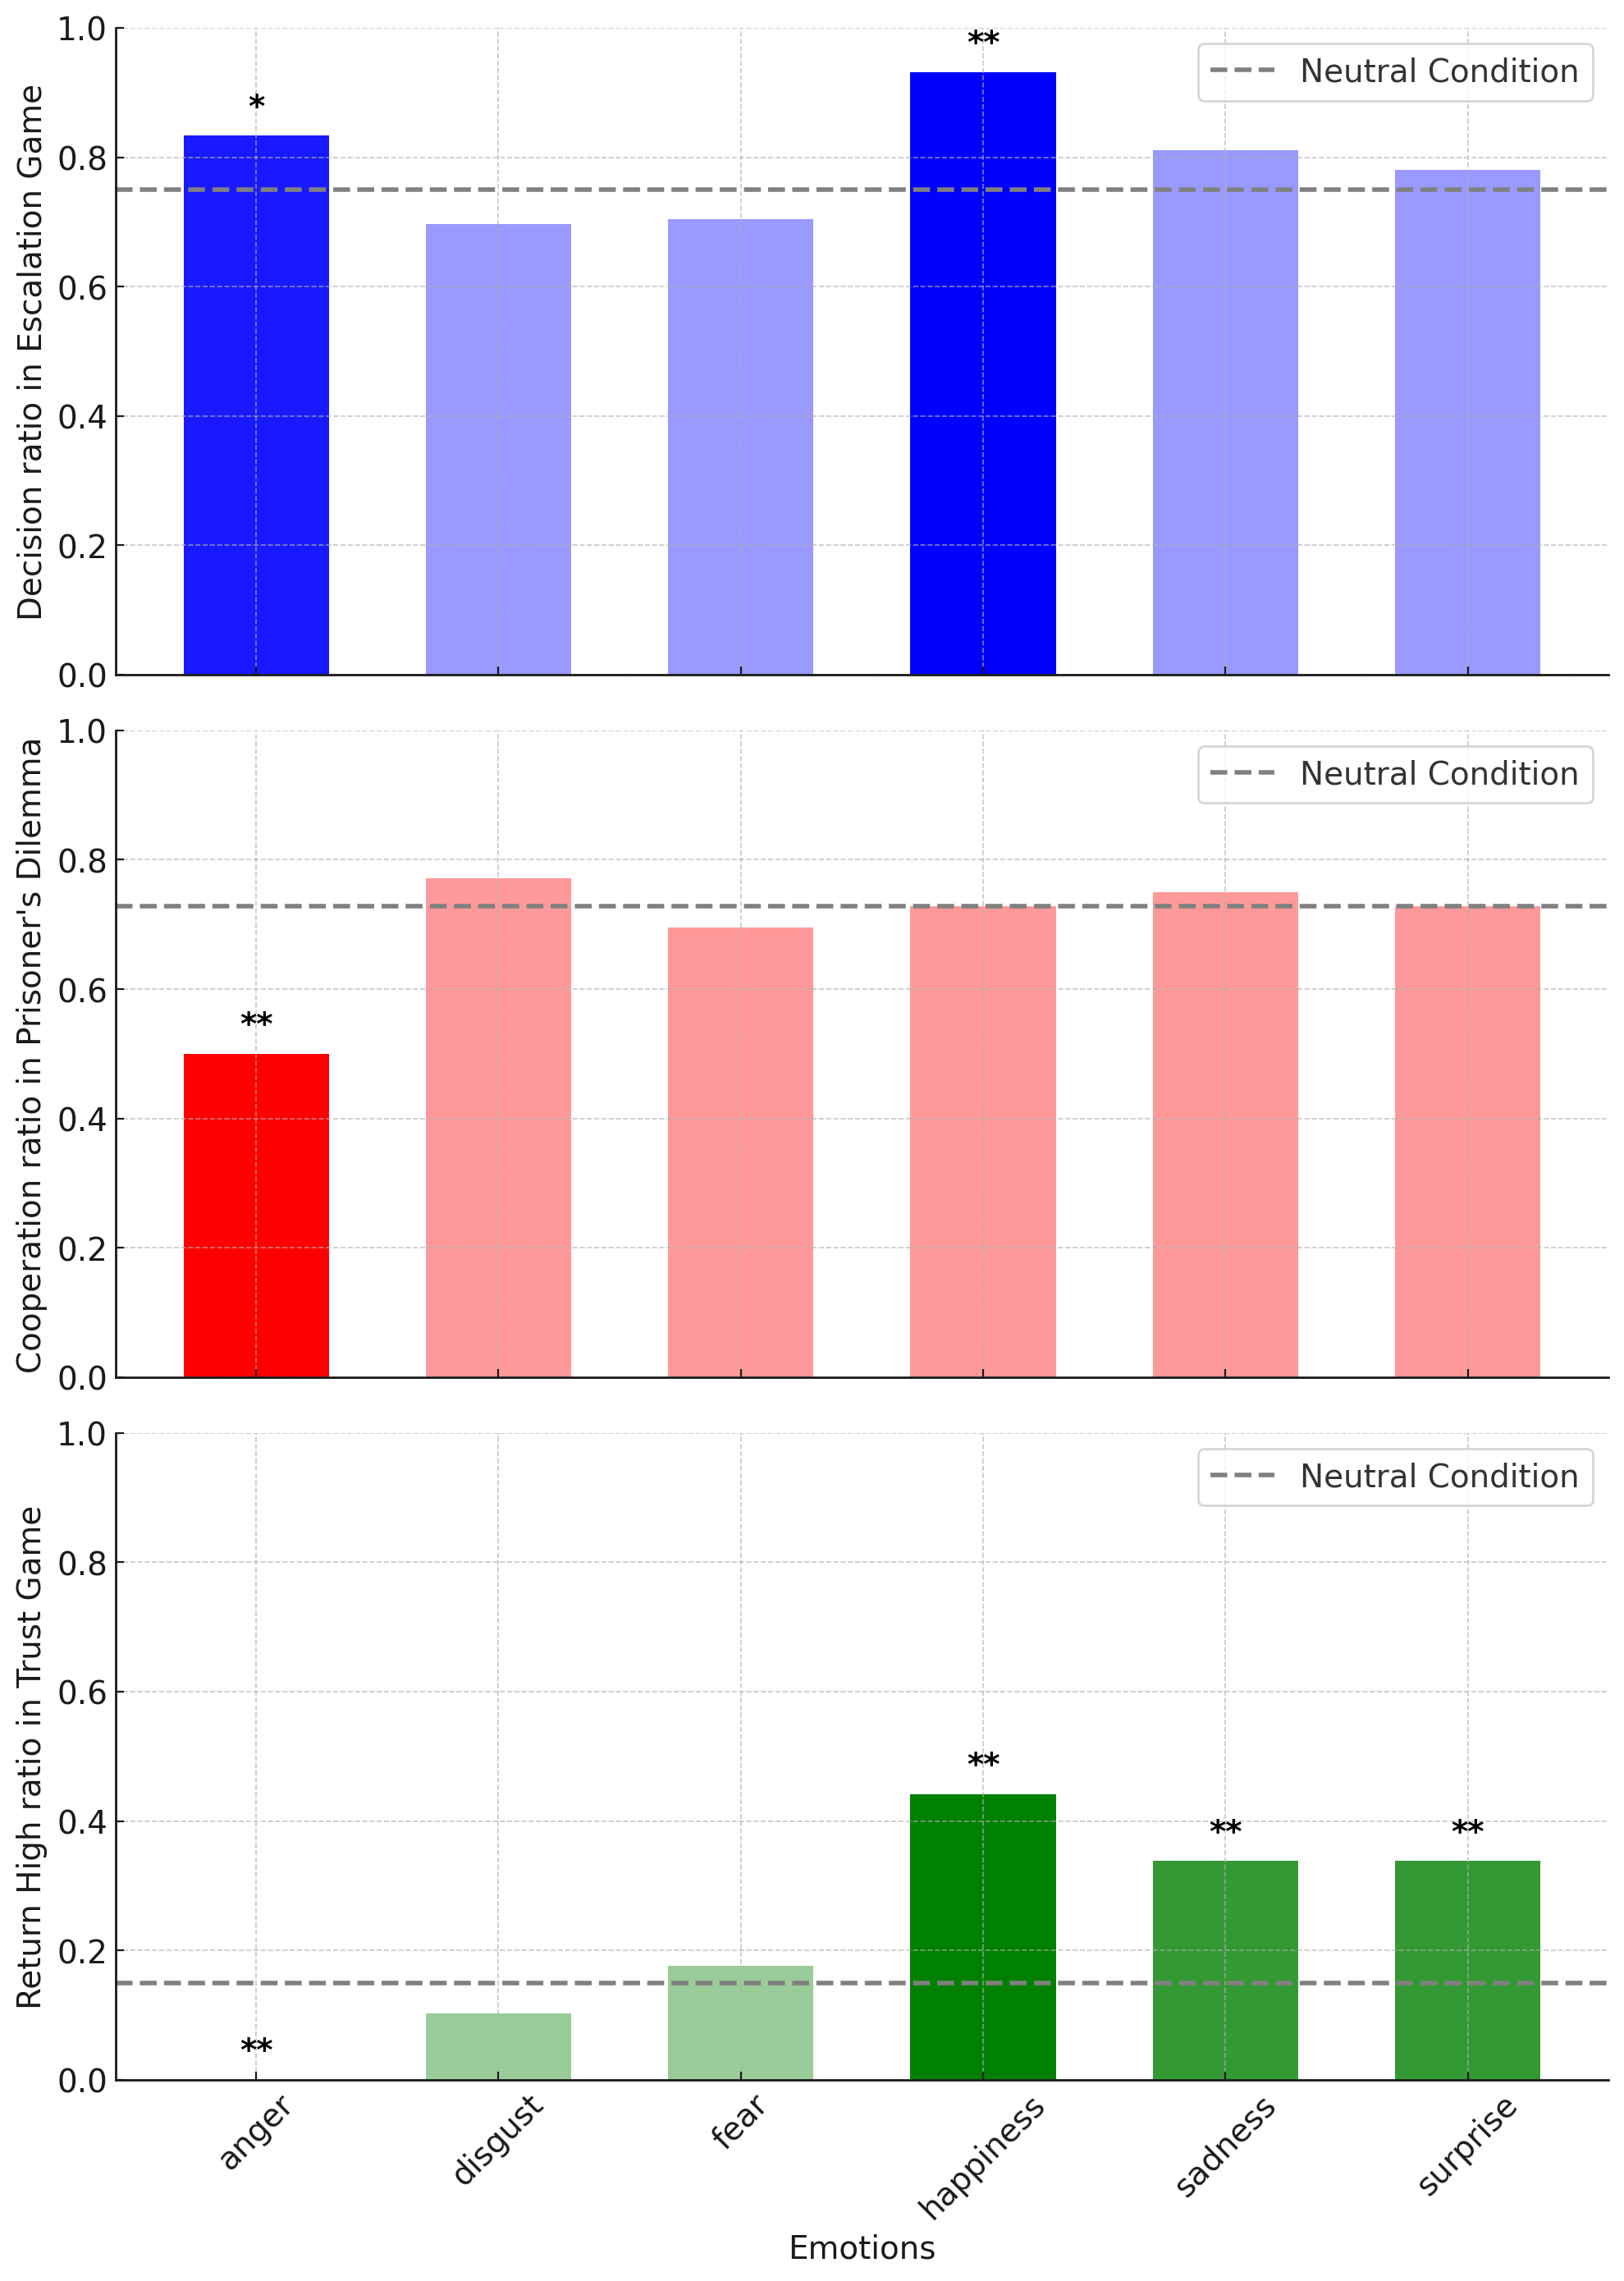 Decision ratio in Escalation Game
1.0
0.8
0.6
0.4
0.2
0.0
*
**
Neutral Condition
Cooperation ratio in Prisoner's Dilemma
1.0
0.8
0.6
0.4
0.2
0.0
**
Neutral Condition
Return High ratio in Trust Game
1.0
0.8
0.6
0.4
0.2
0.0
**
**
**
**
Neutral Condition
anger
disgust
fear
happiness
sadness
surprise
Emotions